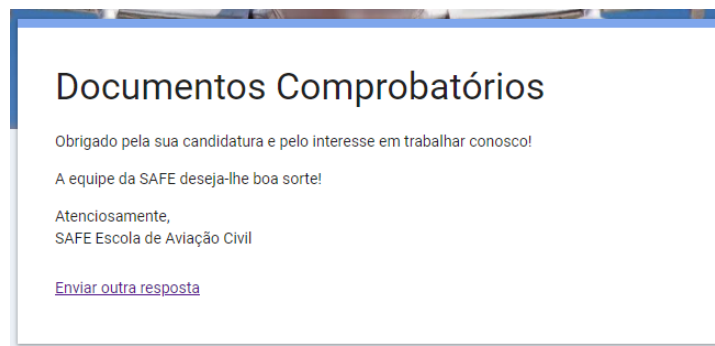 Documentos Comprobatórios
Obrigado pela sua candidatura e pelo interesse em trabalhar conosco!
A equipe da SAFE deseja-lhe boa sorte!
Atenciosamente,
SAFE Escola de Aviação Civil
Enviar outra resposta